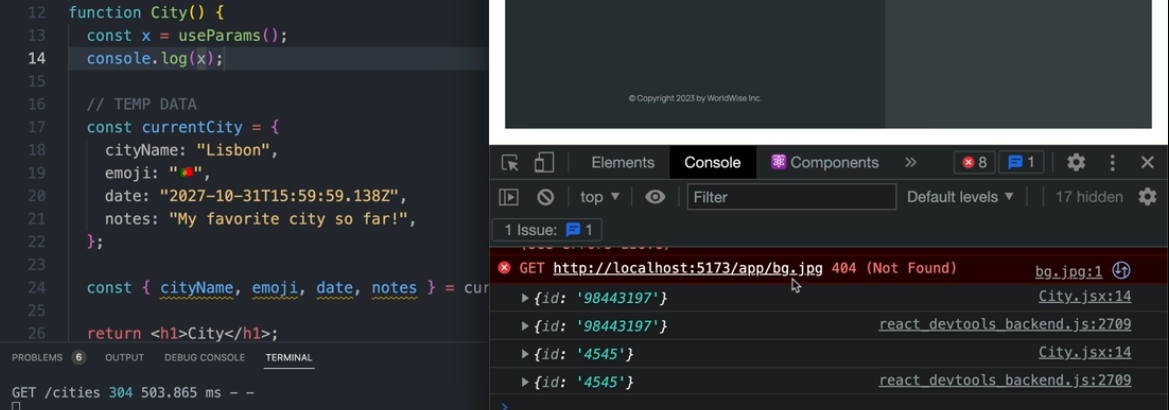 12 function City() {
13 const x = useParams();
14 console.log(x);
15
16 // TEMP DATA
17 const currentCity = {
18 cityName: "Lisbon",
19 emoji: "🇵🇹",
20 date: "2027-10-31T15:59:59.138Z",
21 notes: "My favorite city so far!",
22 };
23
24 const { cityName, emoji, date, notes } = cur
25
26 return <h1>City</h1>;
PROBLEMS 6 OUTPUT DEBUG CONSOLE TERMINAL
GET /cities 304 503.865 ms - -
© Copyright 2023 by WorldWise Inc.
Elements Console Components » 8 1
top ▼ Filter Default levels ▼ 17 hidden
1 Issue: 1
GET http://localhost:5173/app/bg.jpg 404 (Not Found) bg.jpg:1
▶ {id: '98443197'} City.jsx:14
▶ {id: '98443197'} react_devtools_backend.js:2709
▶ {id: '4545'} City.jsx:14
▶ {id: '4545'} react_devtools_backend.js:2709
>